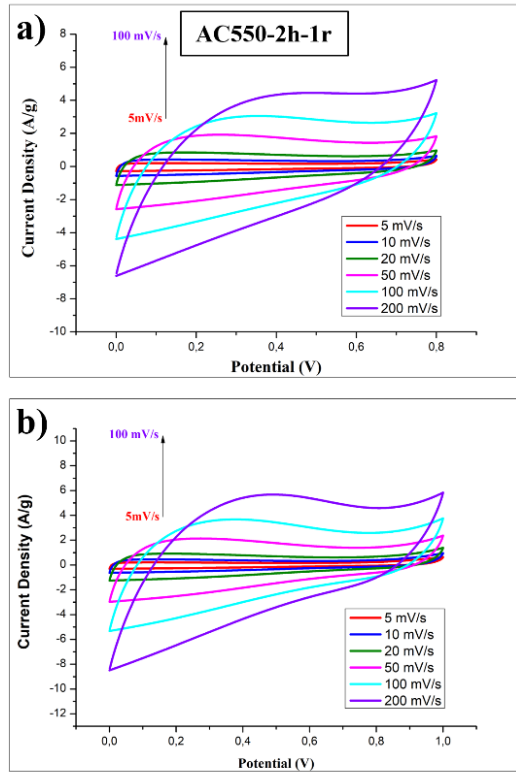 a)
AC550-2h-1r
100 mV/s
5mV/s
Current Density (A/g)
8
6
4
2
0
-2
-4
-6
-8
-10
5 mV/s
10 mV/s
20 mV/s
50 mV/s
100 mV/s
200 mV/s
0,0 0,2 0,4 0,6 0,8
Potential (V)
b)
100 mV/s
5mV/s
Current Density (A/g)
10
8
6
4
2
0
-2
-4
-6
-8
-10
-12
5 mV/s
10 mV/s
20 mV/s
50 mV/s
100 mV/s
200 mV/s
0,0 0,2 0,4 0,6 0,8 1,0
Potential (V)